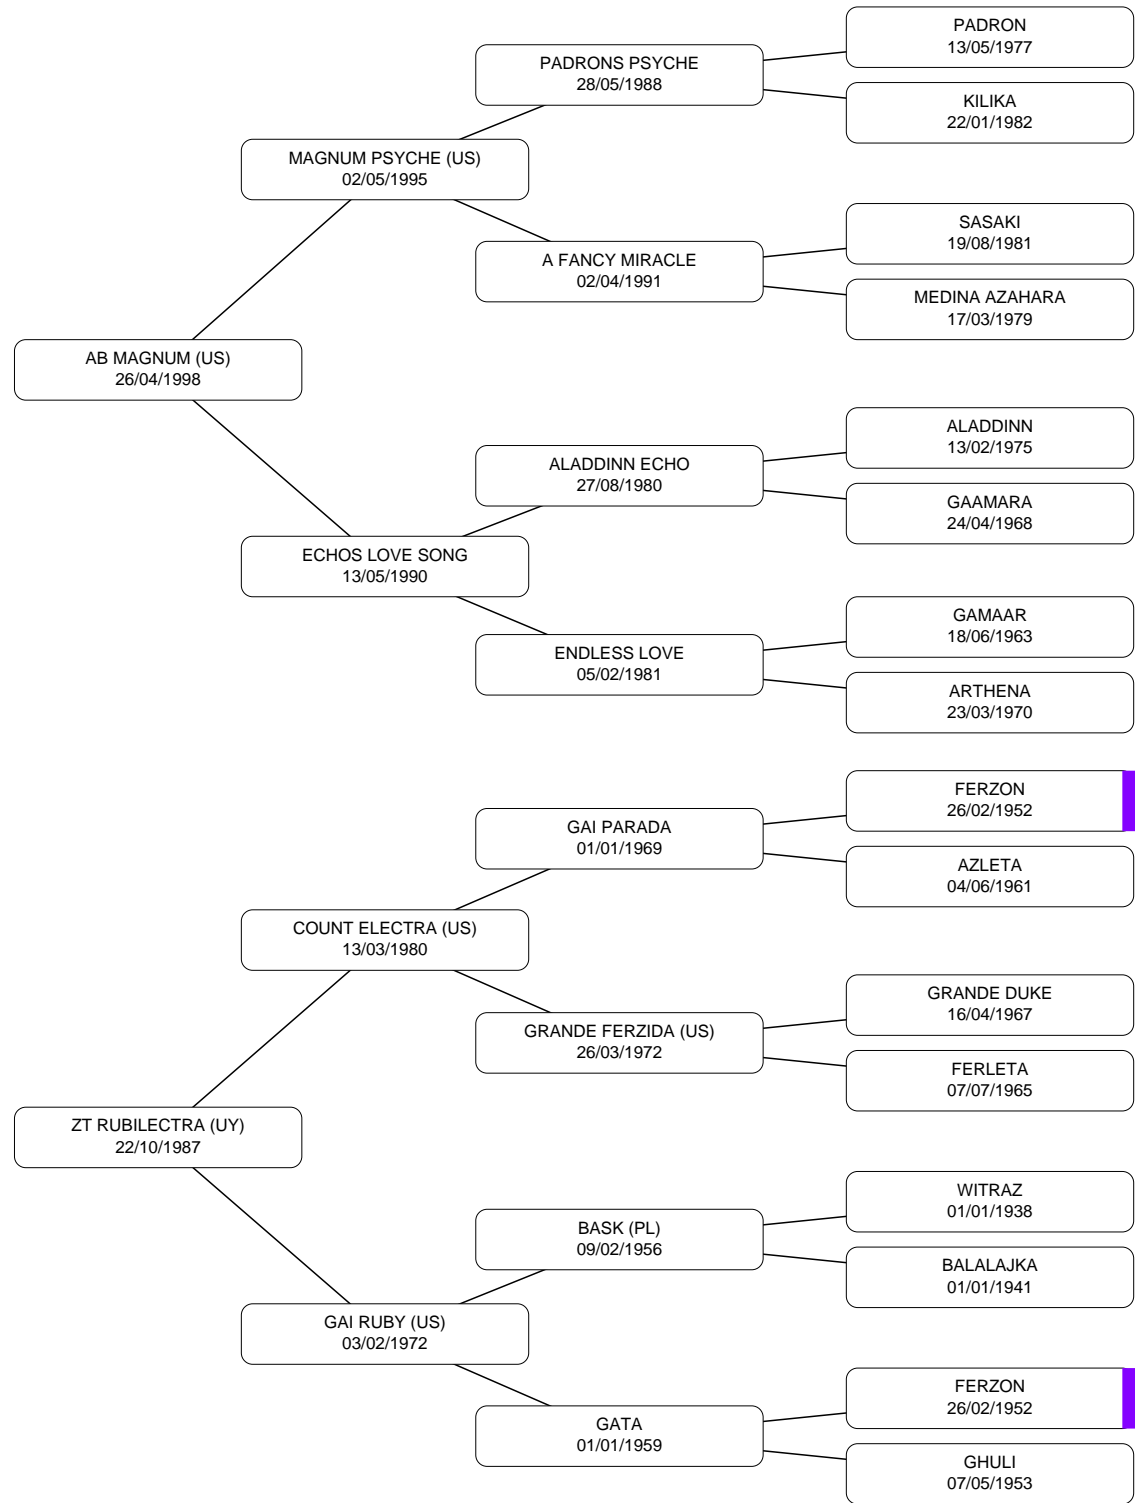 PADRON
13/05/1977
PADRONS PSYCHE
28/05/1988
KILIKA
22/01/1982
MAGNUM PSYCHE (US)
02/05/1995
SASAKI
19/08/1981
A FANCY MIRACLE
02/04/1991
MEDINA AZAHARA
17/03/1979
AB MAGNUM (US)
26/04/1998
ALADDINN
13/02/1975
ALADDINN ECHO
27/08/1980
GAAMARA
24/04/1968
ECHOS LOVE SONG
13/05/1990
GAMAAR
18/06/1963
ENDLESS LOVE
05/02/1981
ARTHENA
23/03/1970
FERZON
26/02/1952
GAI PARADA
01/01/1969
AZLETA
04/06/1961
COUNT ELECTRA (US)
13/03/1980
GRANDE DUKE
16/04/1967
GRANDE FERZIDA (US)
26/03/1972
FERLETA
07/07/1965
ZT RUBILECTRA (UY)
22/10/1987
WITRAZ
01/01/1938
BASK (PL)
09/02/1956
BALALAJKA
01/01/1941
GAI RUBY (US)
03/02/1972
FERZON
26/02/1952
GATA
01/01/1959
GHULI
07/05/1953